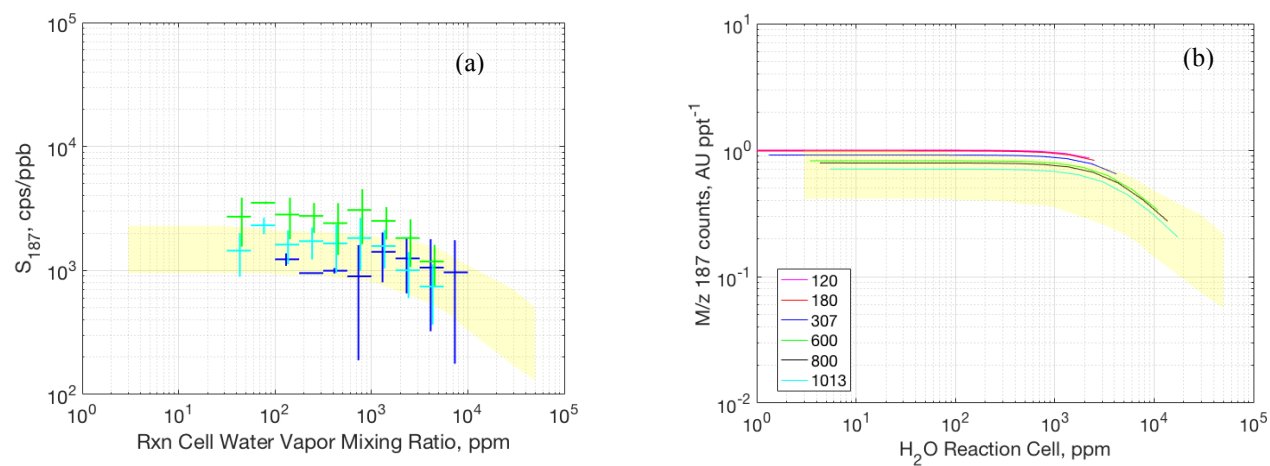 (a)
10^5
10^4
10^3
10^2
S_187, cps/ppb
10^0 10^1 10^2 10^3 10^4 10^5
Rxn Cell Water Vapor Mixing Ratio, ppm
(b)
10^1
10^0
10^-1
10^-2
M/z 187 counts, AU ppt^-1
120
180
307
600
800
1013
10^0 10^1 10^2 10^3 10^4 10^5
H_2O Reaction Cell, ppm